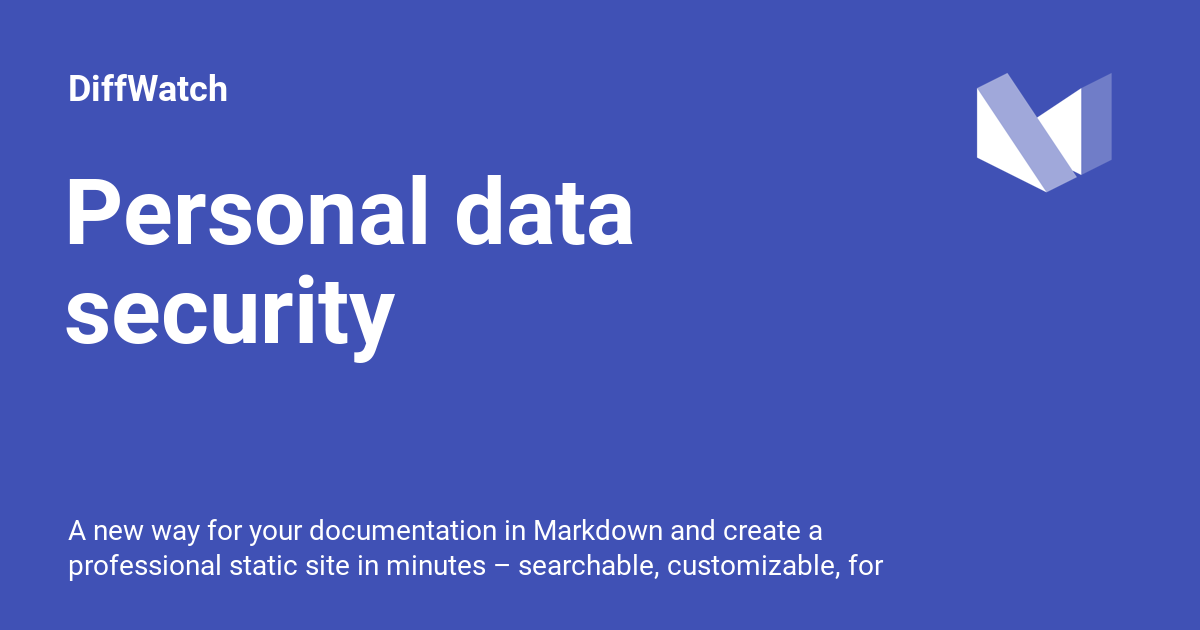 DiffWatch
Personal data
security
A new way for your documentation in Markdown and create a
professional static site in minutes – searchable, customizable, for